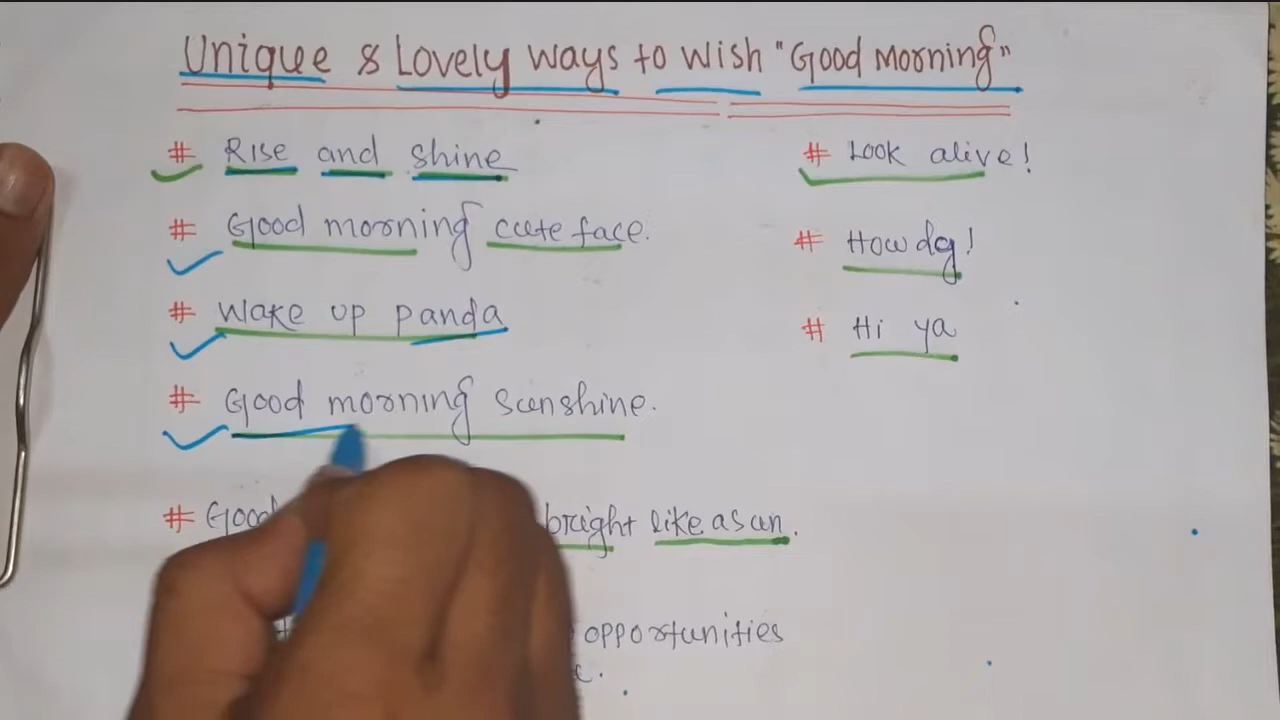 Unique & Lovely Ways to Wish "Good Morning"
# Rise and shine
# Good morning cute face.
# Wake up panda
# Good morning sunshine.
# Good bright like a sun.
opportunities
# Look alive!
# Howdy!
# Hi ya